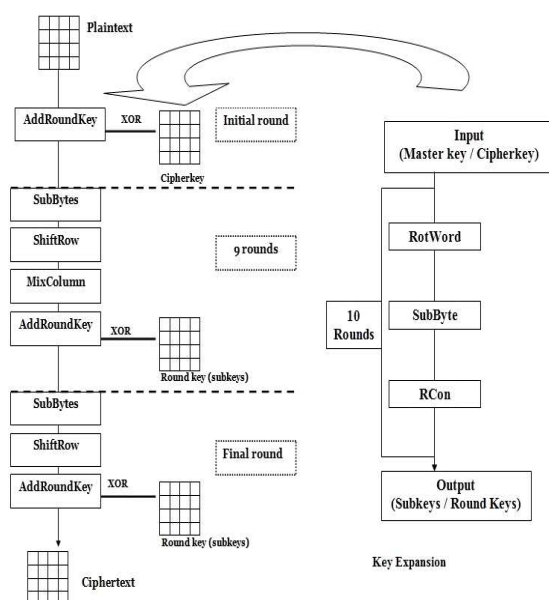 Plaintext
AddRoundKey
XOR
Initial round
Cipherkey
SubBytes
ShiftRow
9 rounds
MixColumn
AddRoundKey
XOR
Round key (subkeys)
SubBytes
ShiftRow
Final round
AddRoundKey
XOR
Round key (subkeys)
Ciphertext
Input
(Master key / Cipherkey)
RotWord
10
Rounds
SubByte
RCon
Output
(Subkeys / Round Keys)
Key Expansion